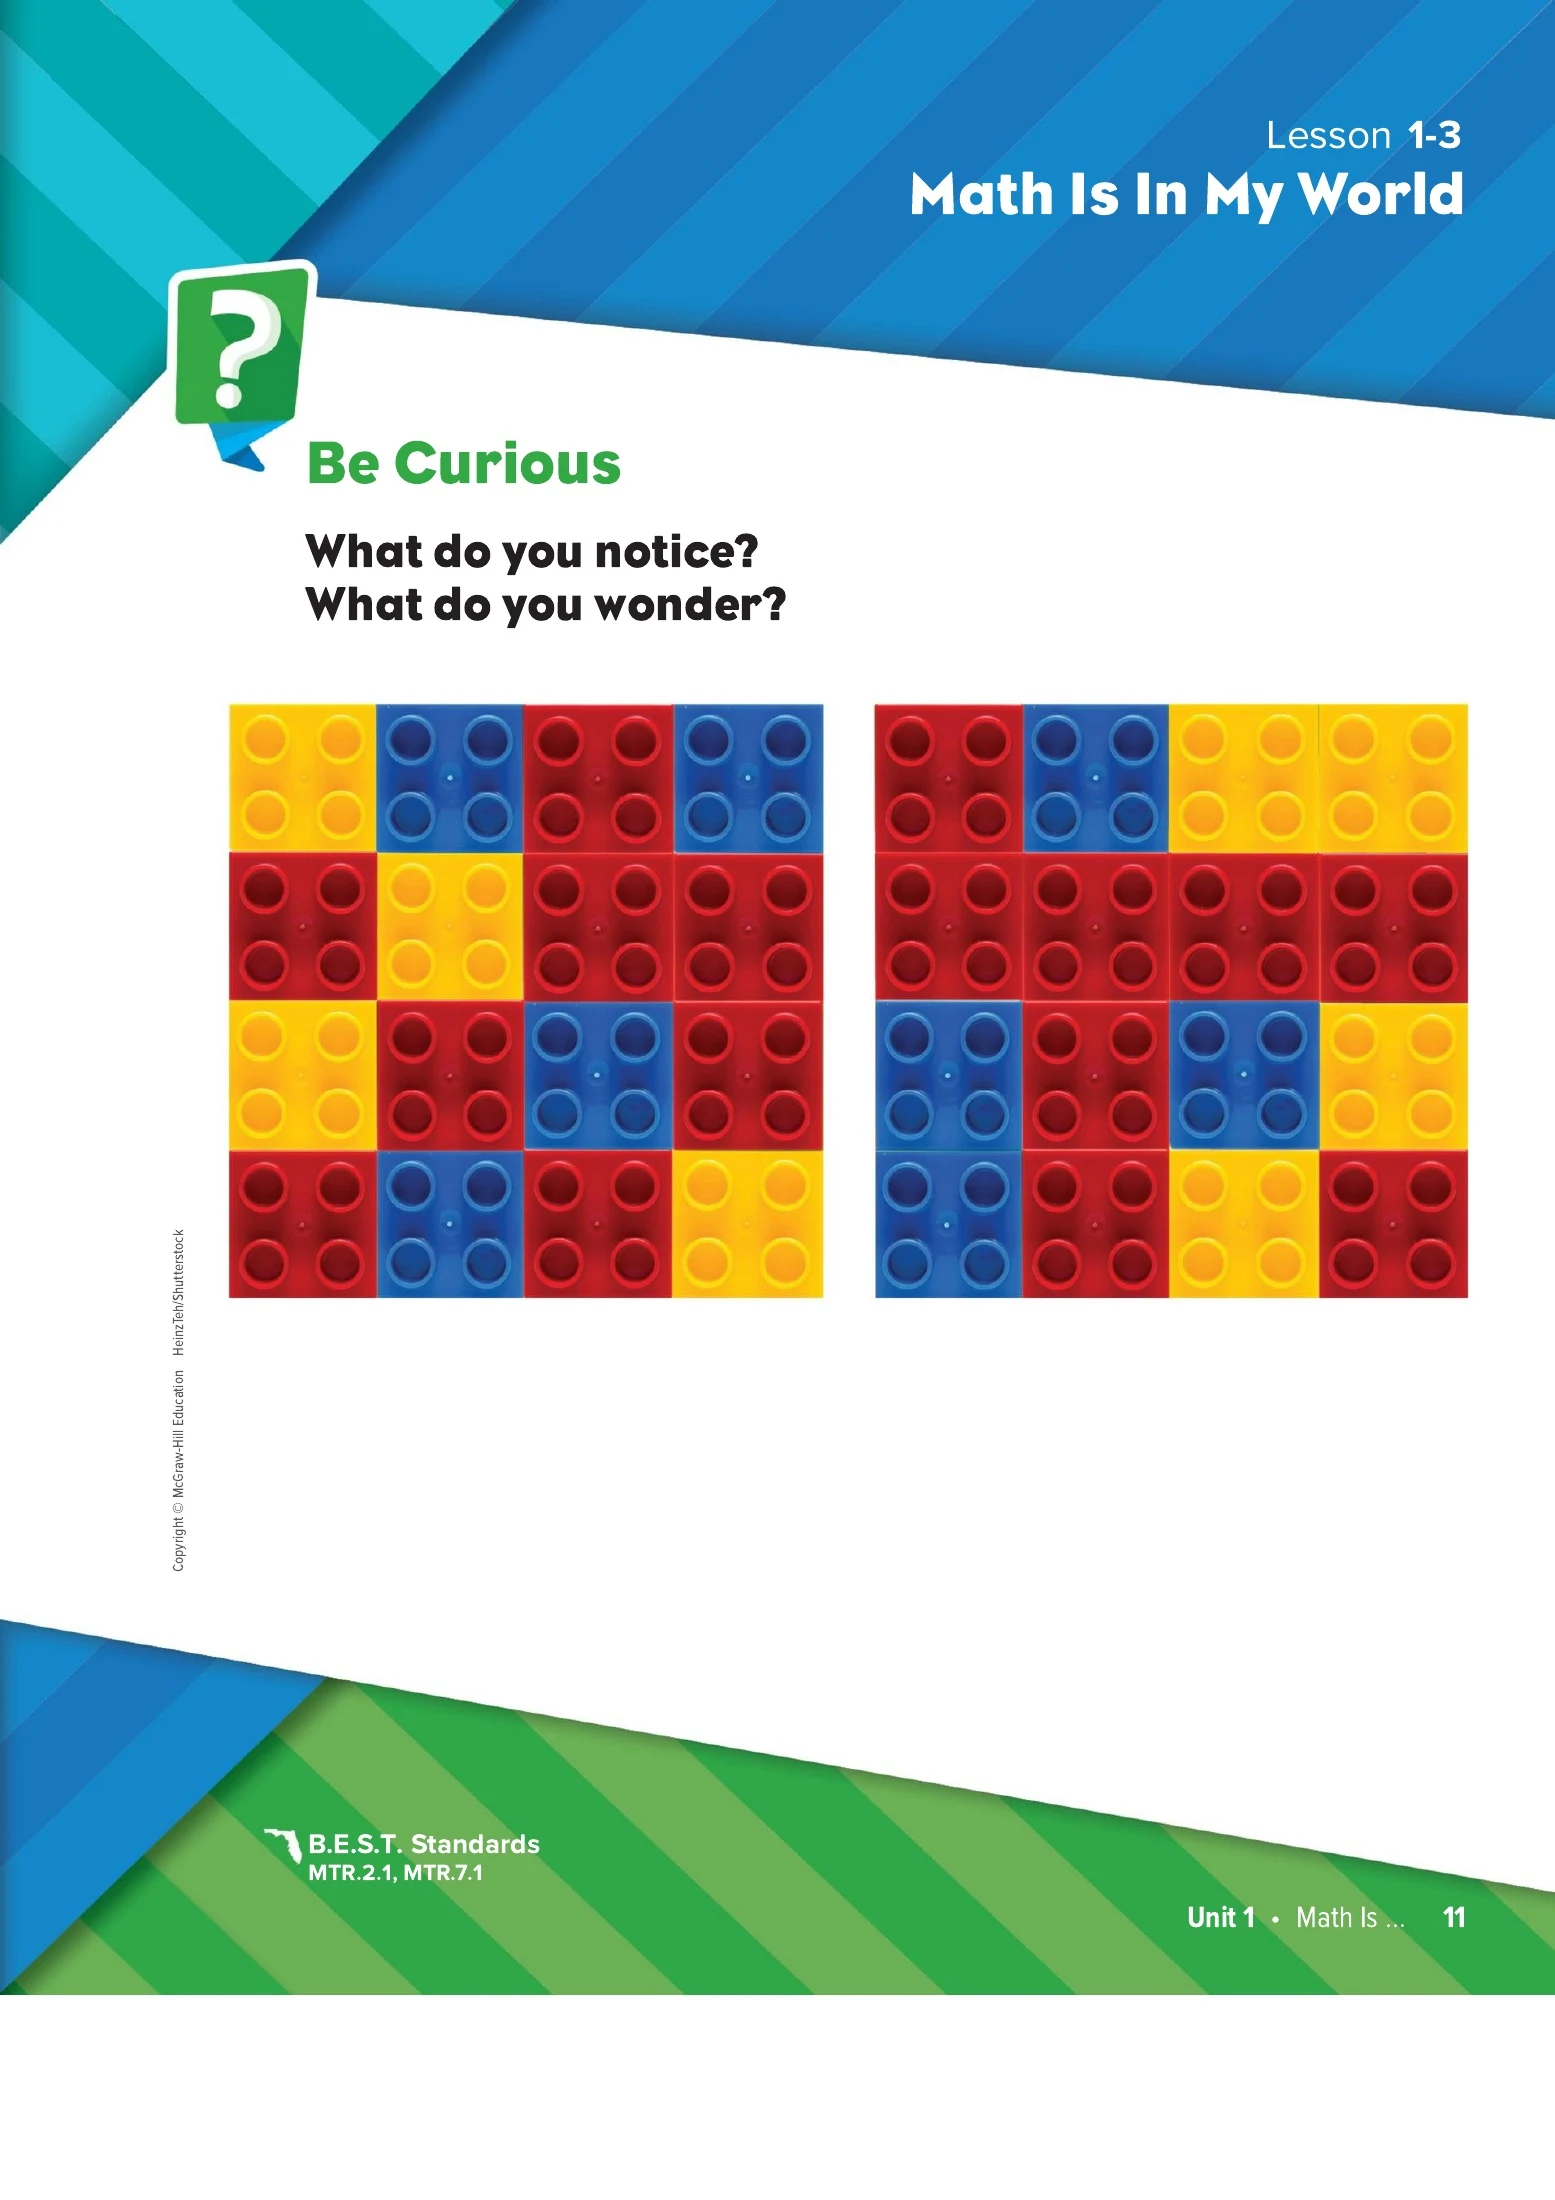 Lesson 1-3
Math Is In My World
?
Be Curious
What do you notice?
What do you wonder?
Copyright © McGraw-Hill Education HeinzTeh/Shutterstock
B.E.S.T. Standards
MTR.2.1, MTR.7.1
Unit 1 • Math Is ... 11